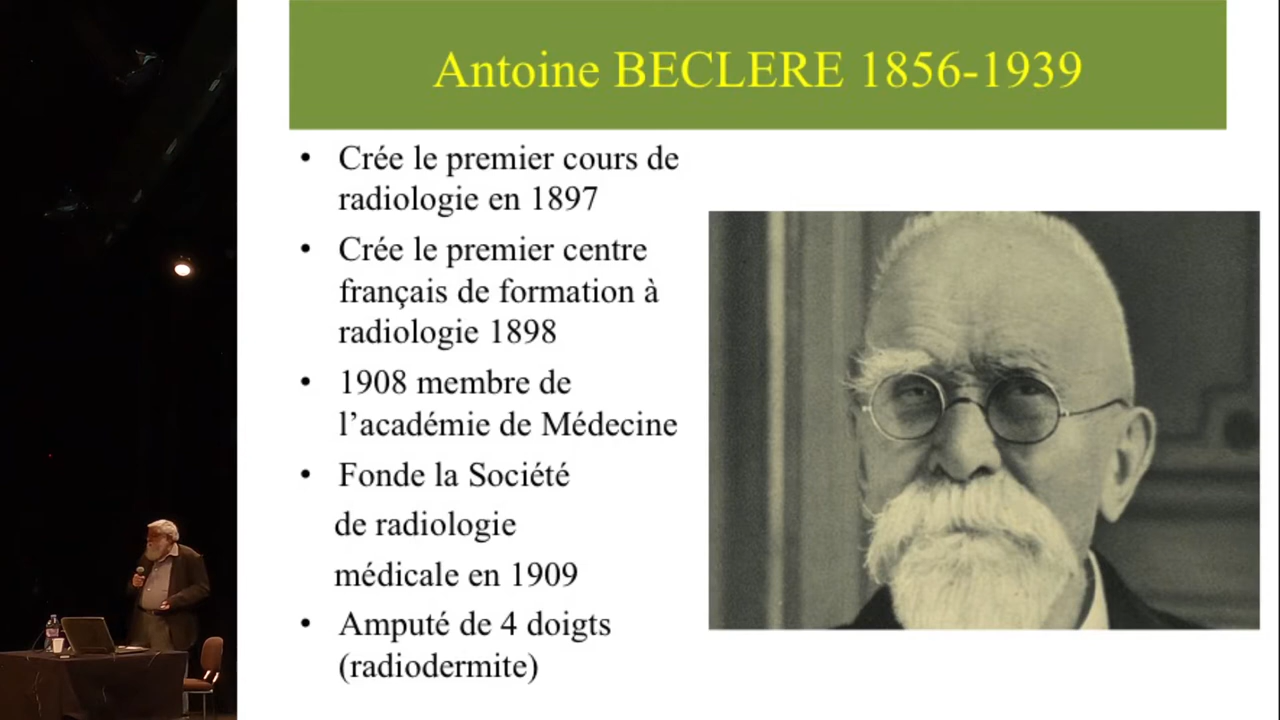 Antoine BECLERE 1856-1939
• Crée le premier cours de
radiologie en 1897
• Crée le premier centre
français de formation à
radiologie 1898
• 1908 membre de
l’académie de Médecine
• Fonde la Société
de radiologie
médicale en 1909
• Amputé de 4 doigts
(radiodermite)